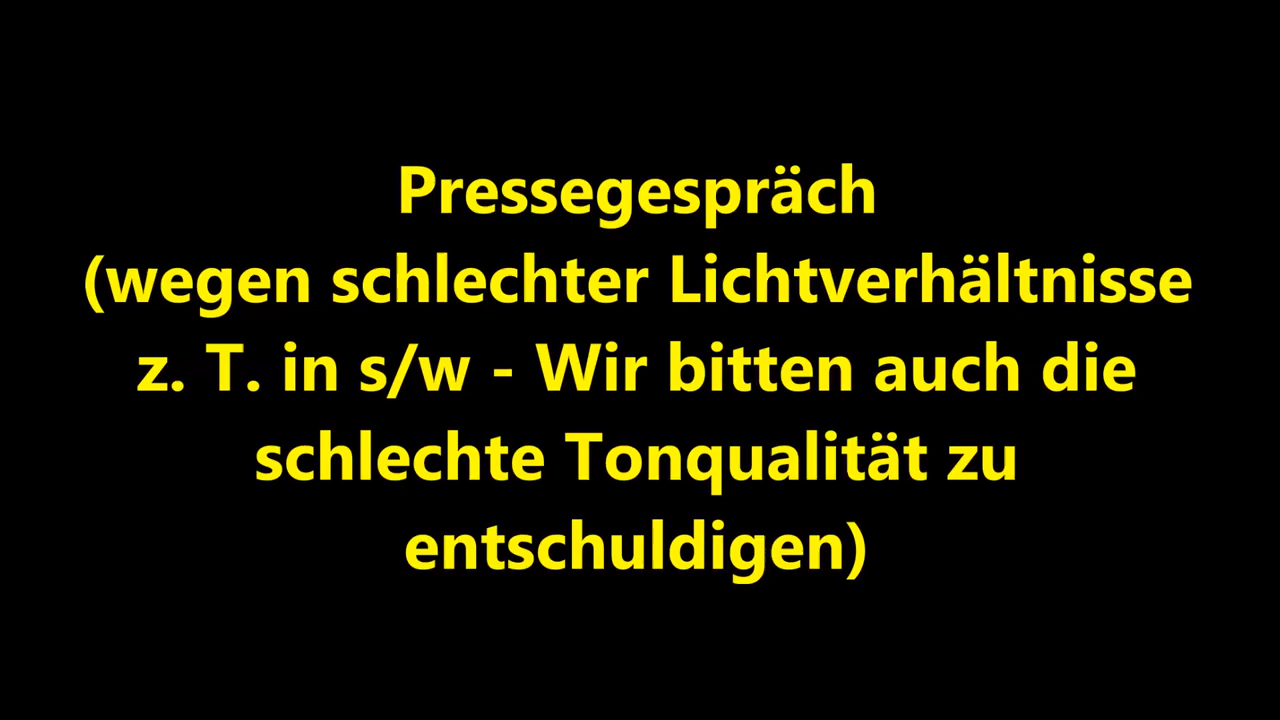 Pressegespräch
(wegen schlechter Lichtverhältnisse
z. T. in s/w - Wir bitten auch die
schlechte Tonqualität zu
entschuldigen)